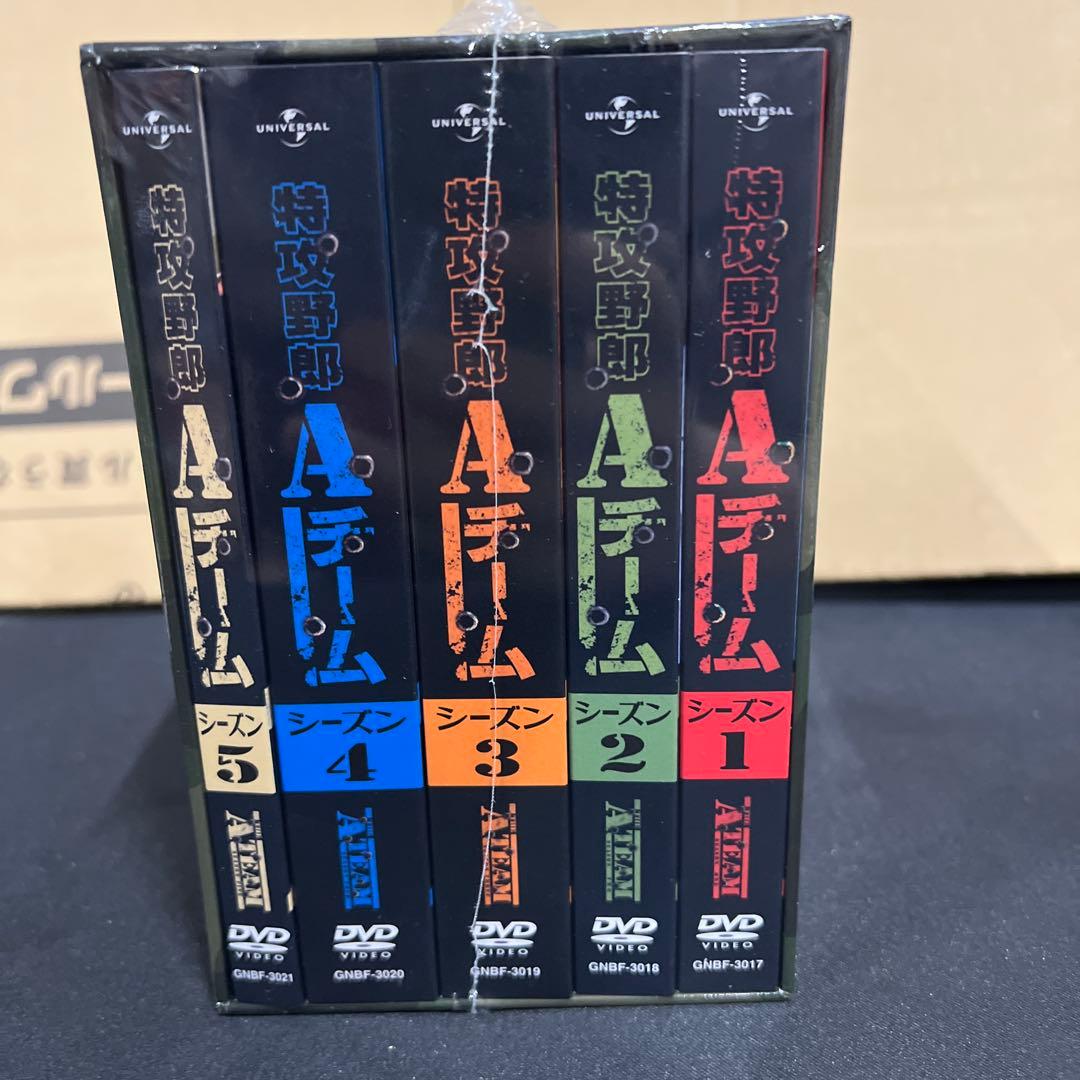 UNIVERSAL
特攻野郎
Aチーム
シーズン
5
THE
A-TEAM
DVD
VIDEO
GNBF-3021
UNIVERSAL
特攻野郎
Aチーム
シーズン
4
THE
A-TEAM
DVD
VIDEO
GNBF-3020
UNIVERSAL
特攻野郎
Aチーム
シーズン
3
THE
A-TEAM
DVD
VIDEO
GNBF-3019
UNIVERSAL
特攻野郎
Aチーム
シーズン
2
THE
A-TEAM
DVD
VIDEO
GNBF-3018
UNIVERSAL
特攻野郎
Aチーム
シーズン
1
THE
A-TEAM
DVD
VIDEO
GNBF-3017